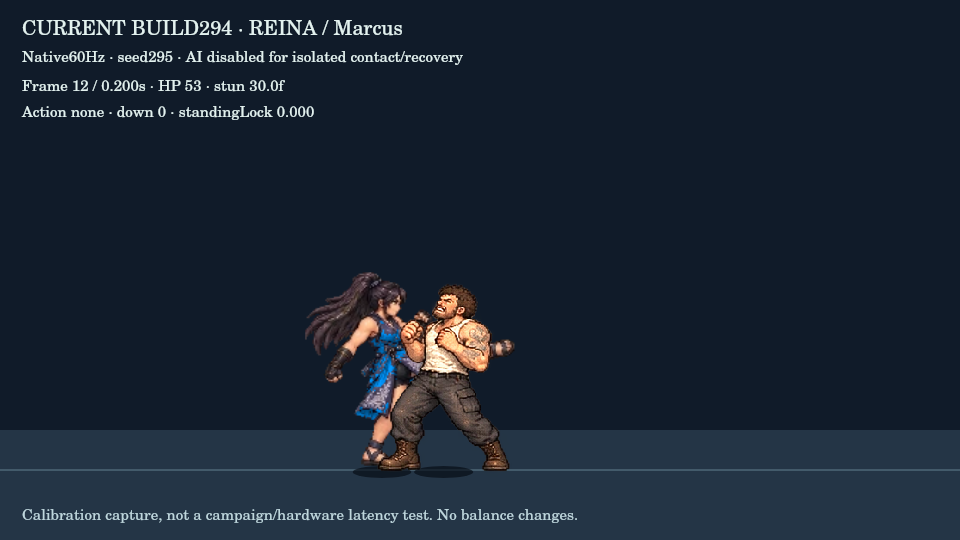 CURRENT BUILD294 · REINA / Marcus
Native60Hz · seed295 · AI disabled for isolated contact/recovery
Frame 12 / 0.200s · HP 53 · stun 30.0f
Action none · down 0 · standingLock 0.000
Calibration capture, not a campaign/hardware latency test. No balance changes.